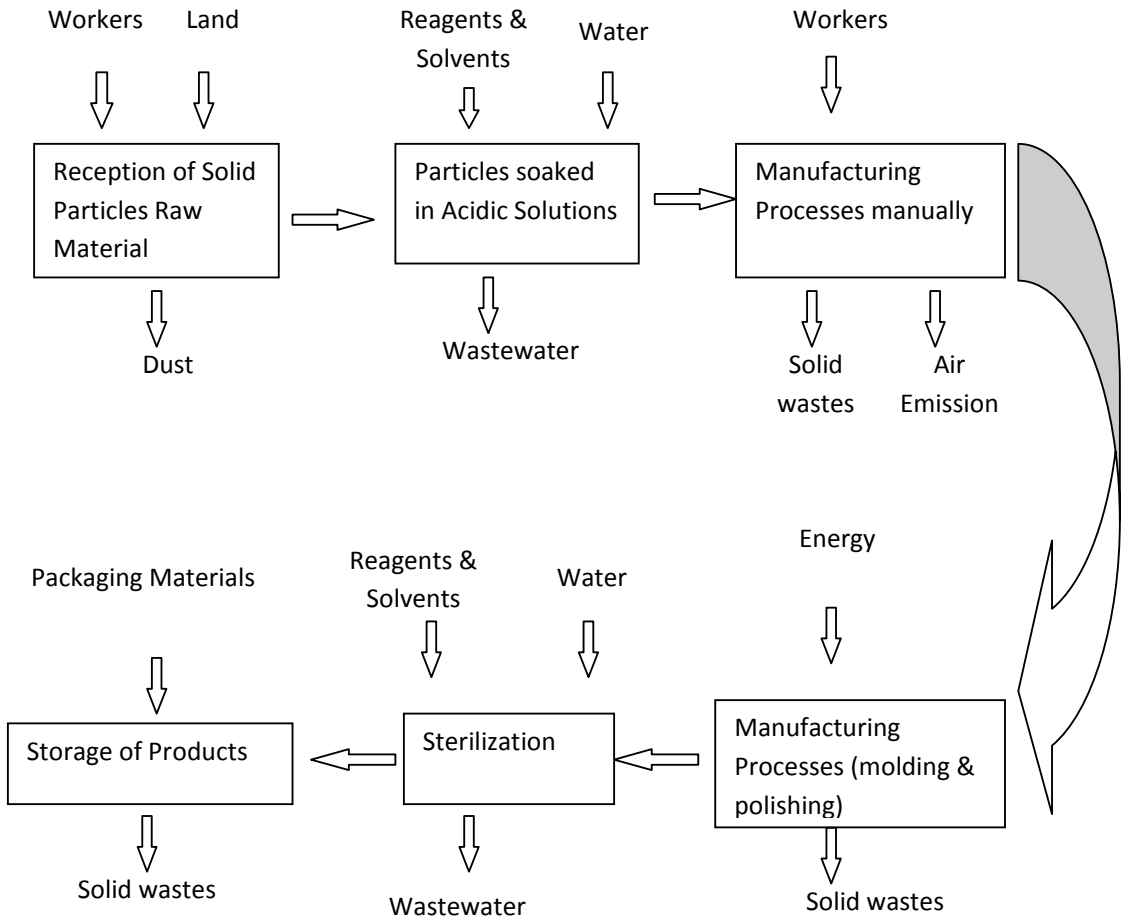 Workers
Land
Reagents &
Solvents
Water
Workers
Reception of Solid
Particles Raw
Material
Particles soaked
in Acidic Solutions
Manufacturing
Processes manually
Dust
Wastewater
Solid
wastes
Air
Emission
Packaging Materials
Reagents &
Solvents
Water
Energy
Storage of Products
Sterilization
Manufacturing
Processes (molding &
polishing)
Solid wastes
Wastewater
Solid wastes